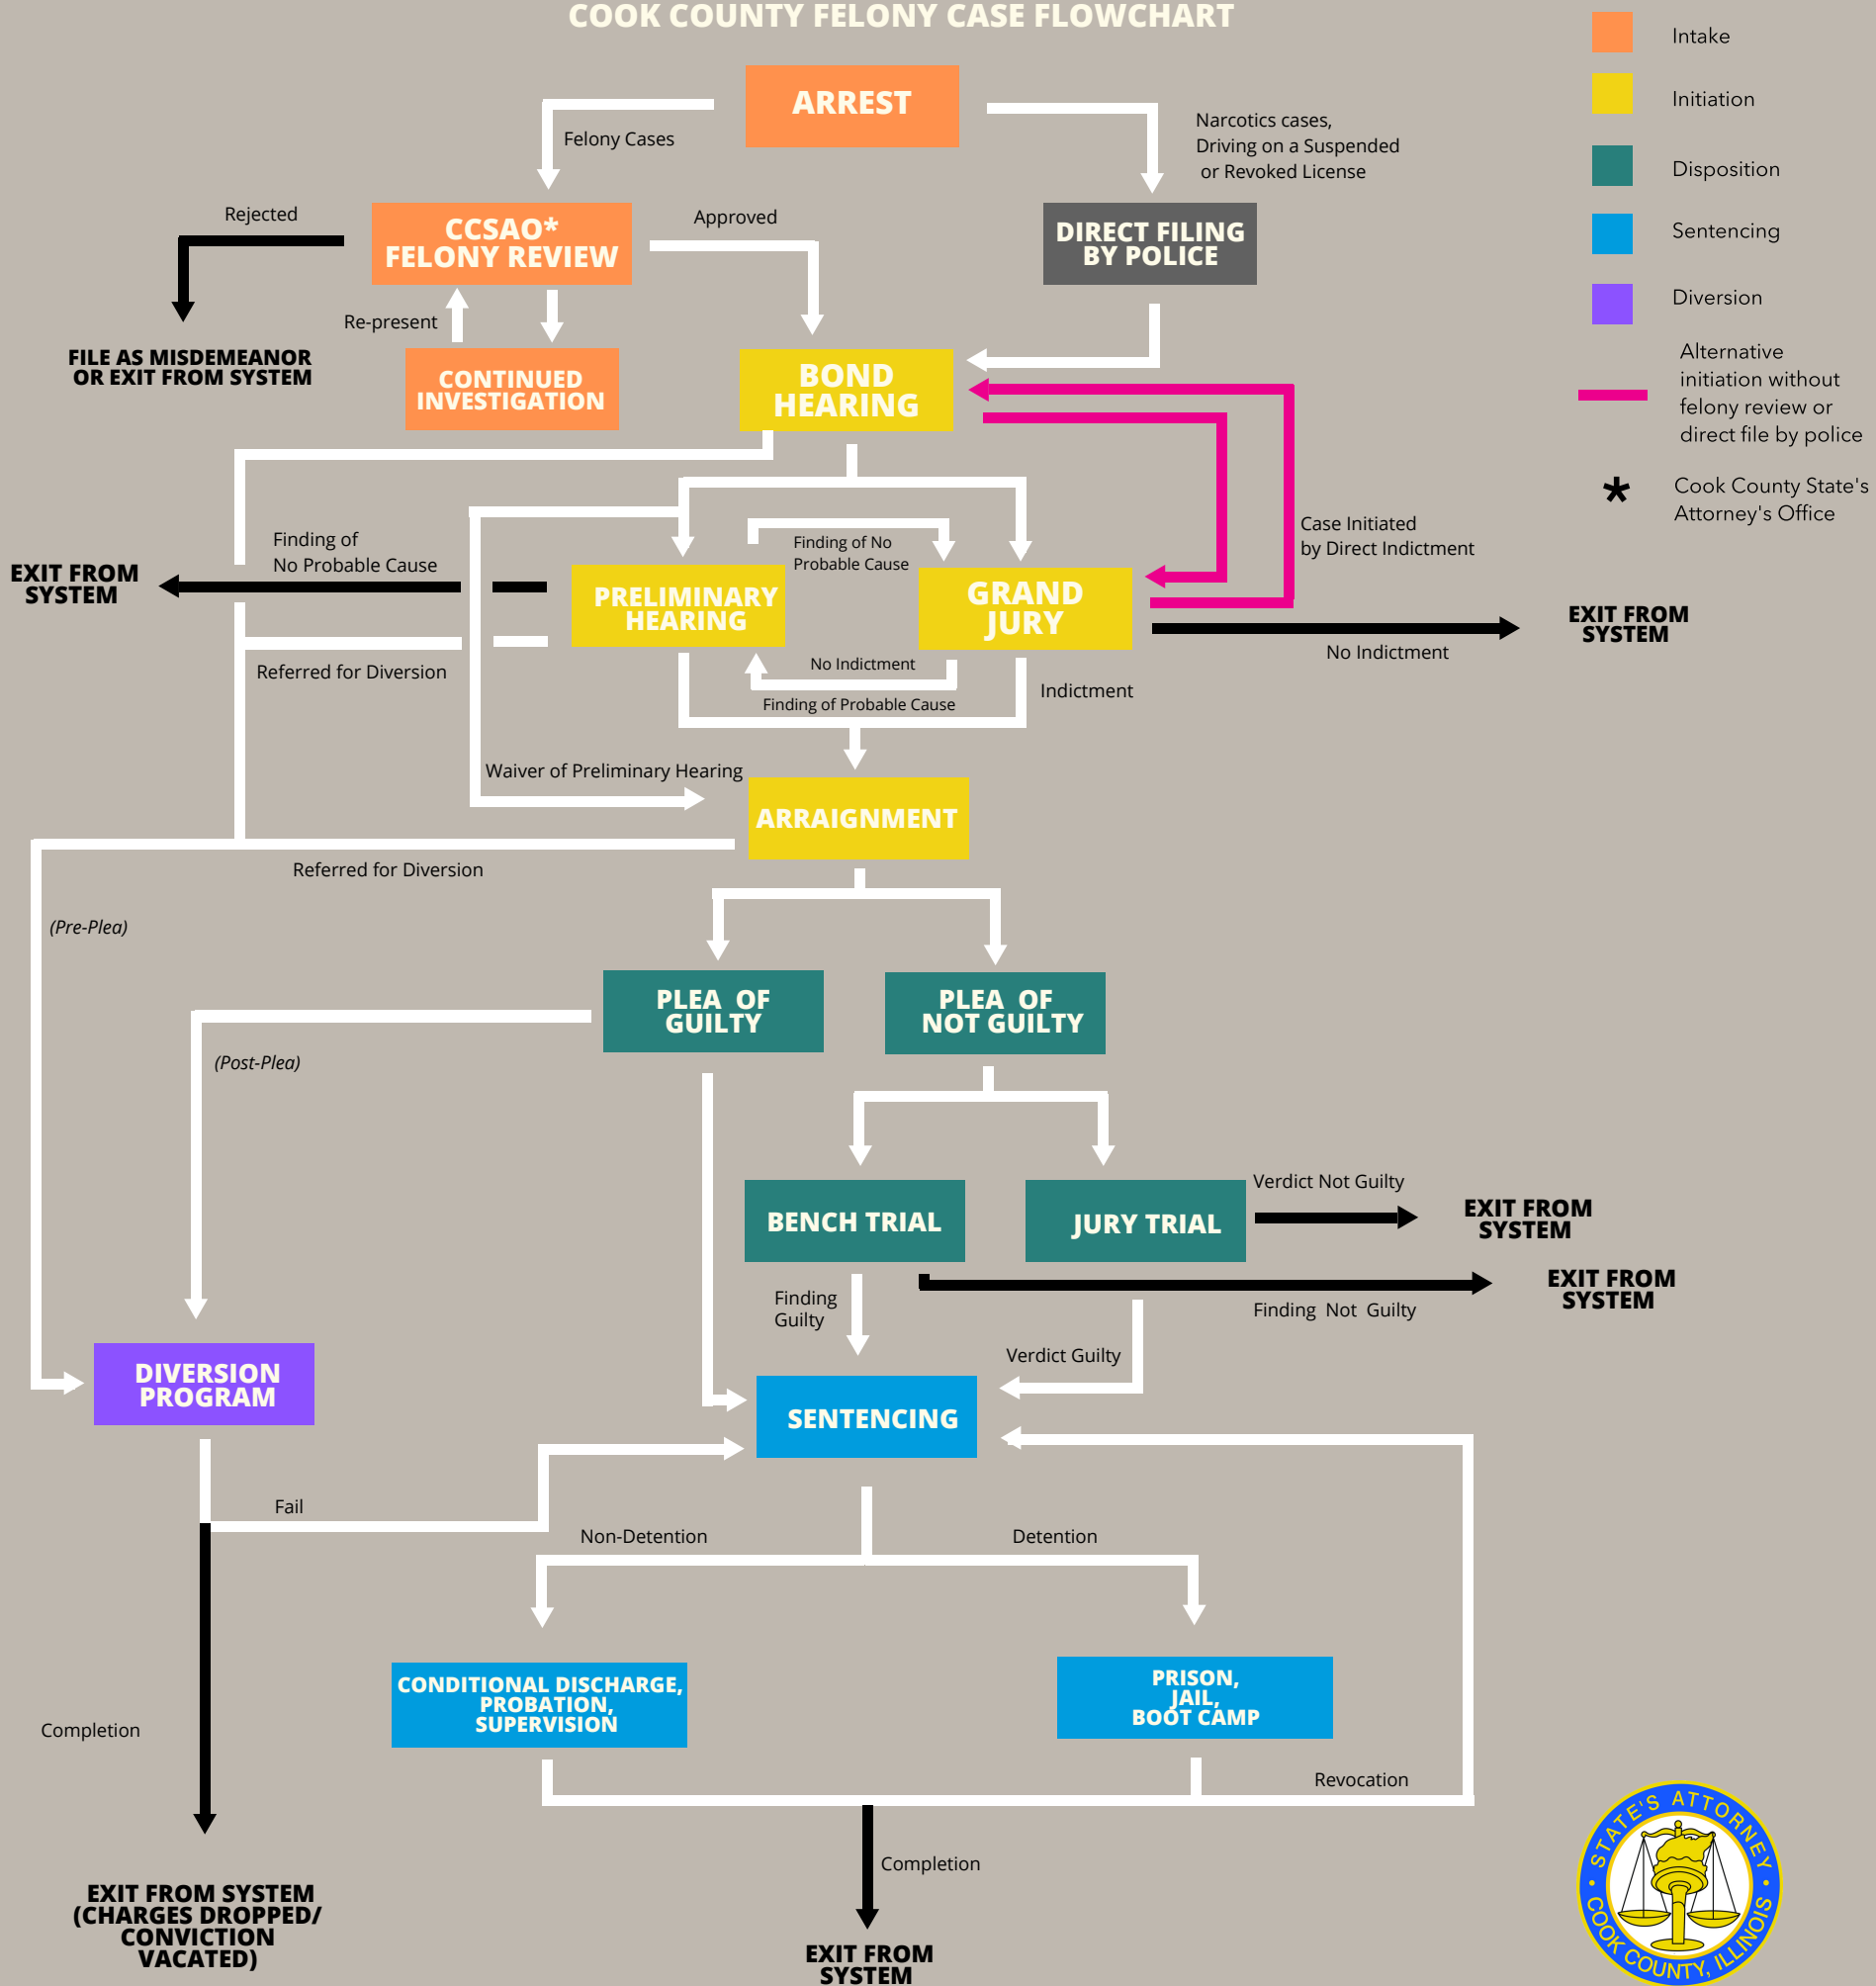 COOK COUNTY FELONY CASE FLOWCHART
Intake
Initiation
Disposition
Sentencing
Diversion
Alternative
initiation without
felony review or
direct file by police
*
Cook County State's
Attorney's Office
ARREST
Felony Cases
Narcotics cases,
Driving on a Suspended
or Revoked License
Rejected
CCSAO*
FELONY REVIEW
Approved
DIRECT FILING
BY POLICE
Re-present
FILE AS MISDEMEANOR
OR EXIT FROM SYSTEM
CONTINUED
INVESTIGATION
BOND
HEARING
Case Initiated
by Direct Indictment
Finding of
No Probable Cause
Finding of No
Probable Cause
EXIT FROM
SYSTEM
PRELIMINARY
HEARING
GRAND
JURY
EXIT FROM
SYSTEM
No Indictment
Referred for Diversion
No Indictment
Indictment
Finding of Probable Cause
Waiver of Preliminary Hearing
ARRAIGNMENT
Referred for Diversion
(Pre-Plea)
PLEA OF
GUILTY
PLEA OF
NOT GUILTY
(Post-Plea)
BENCH TRIAL
JURY TRIAL
Verdict Not Guilty
EXIT FROM
SYSTEM
Finding
Guilty
Finding Not Guilty
EXIT FROM
SYSTEM
Verdict Guilty
DIVERSION
PROGRAM
SENTENCING
Fail
Non-Detention
Detention
CONDITIONAL DISCHARGE,
PROBATION,
SUPERVISION
PRISON,
JAIL,
BOOT CAMP
Completion
Revocation
Completion
EXIT FROM SYSTEM
(CHARGES DROPPED/
CONVICTION
VACATED)
EXIT FROM
SYSTEM
STATE'S ATTORNEY
COOK COUNTY, ILLINOIS